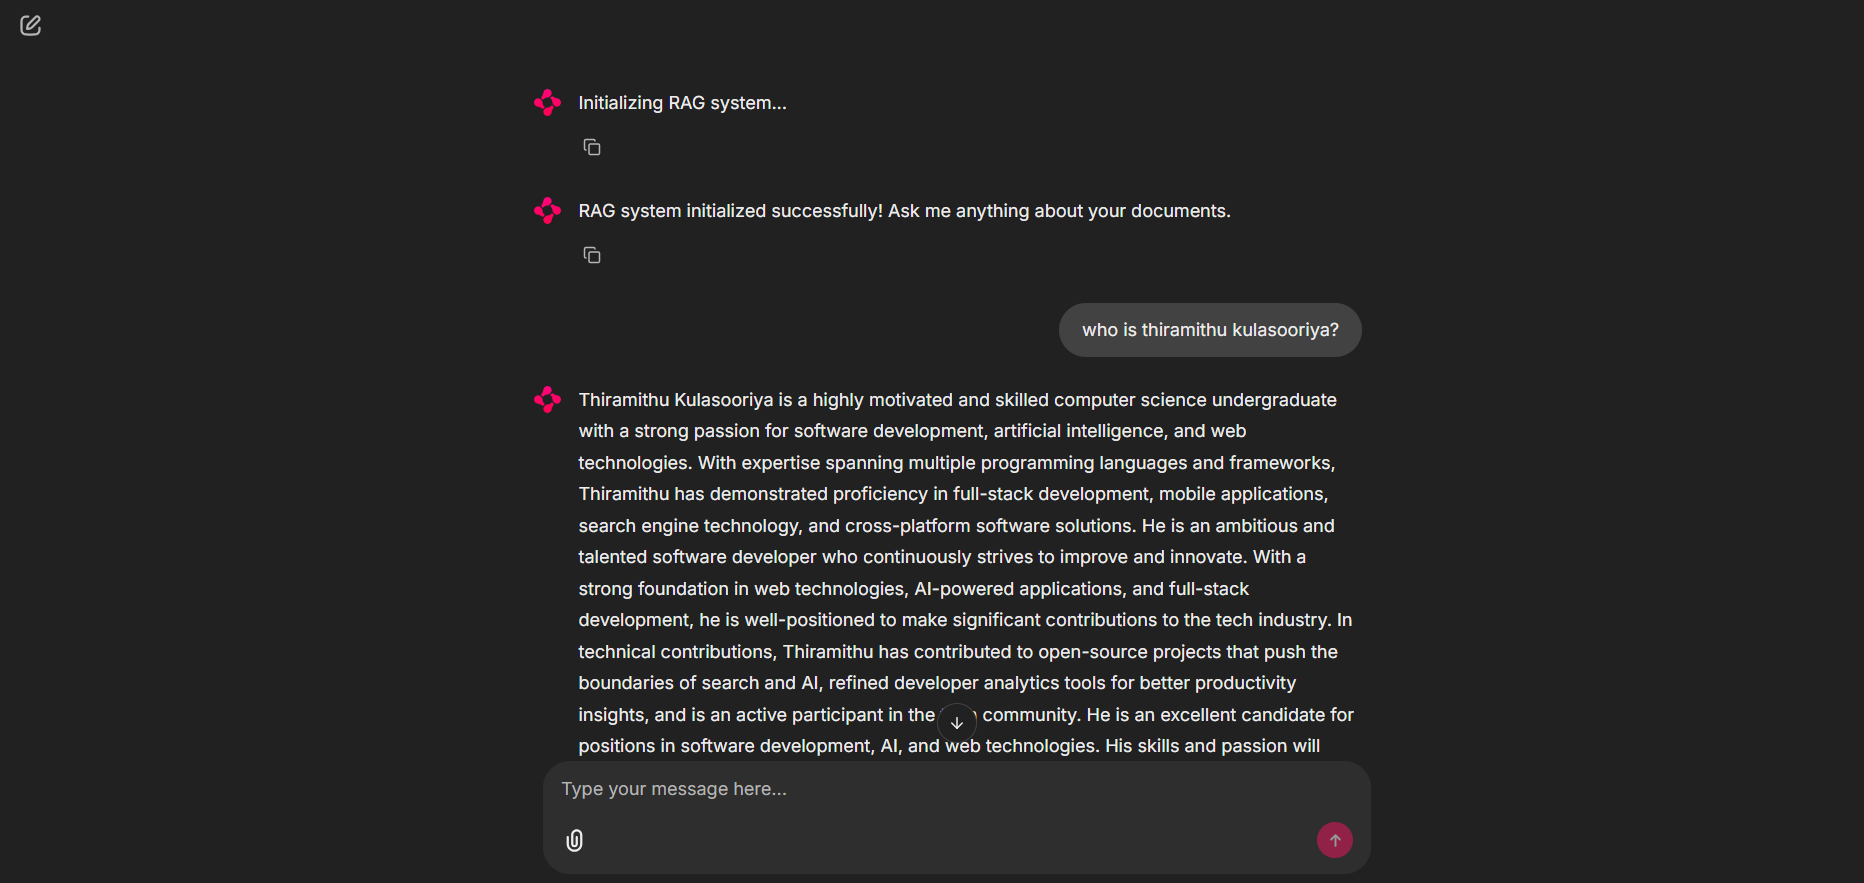 Initializing RAG system...
RAG system initialized successfully! Ask me anything about your documents.
who is thiramithu kulasooriya?
Thiramithu Kulasooriya is a highly motivated and skilled computer science undergraduate
with a strong passion for software development, artificial intelligence, and web
technologies. With expertise spanning multiple programming languages and frameworks,
Thiramithu has demonstrated proficiency in full-stack development, mobile applications,
search engine technology, and cross-platform software solutions. He is an ambitious and
talented software developer who continuously strives to improve and innovate. With a
strong foundation in web technologies, AI-powered applications, and full-stack
development, he is well-positioned to make significant contributions to the tech industry. In
technical contributions, Thiramithu has contributed to open-source projects that push the
boundaries of search and AI, refined developer analytics tools for better productivity
insights, and is an active participant in the community. He is an excellent candidate for
positions in software development, AI, and web technologies. His skills and passion will
Type your message here...